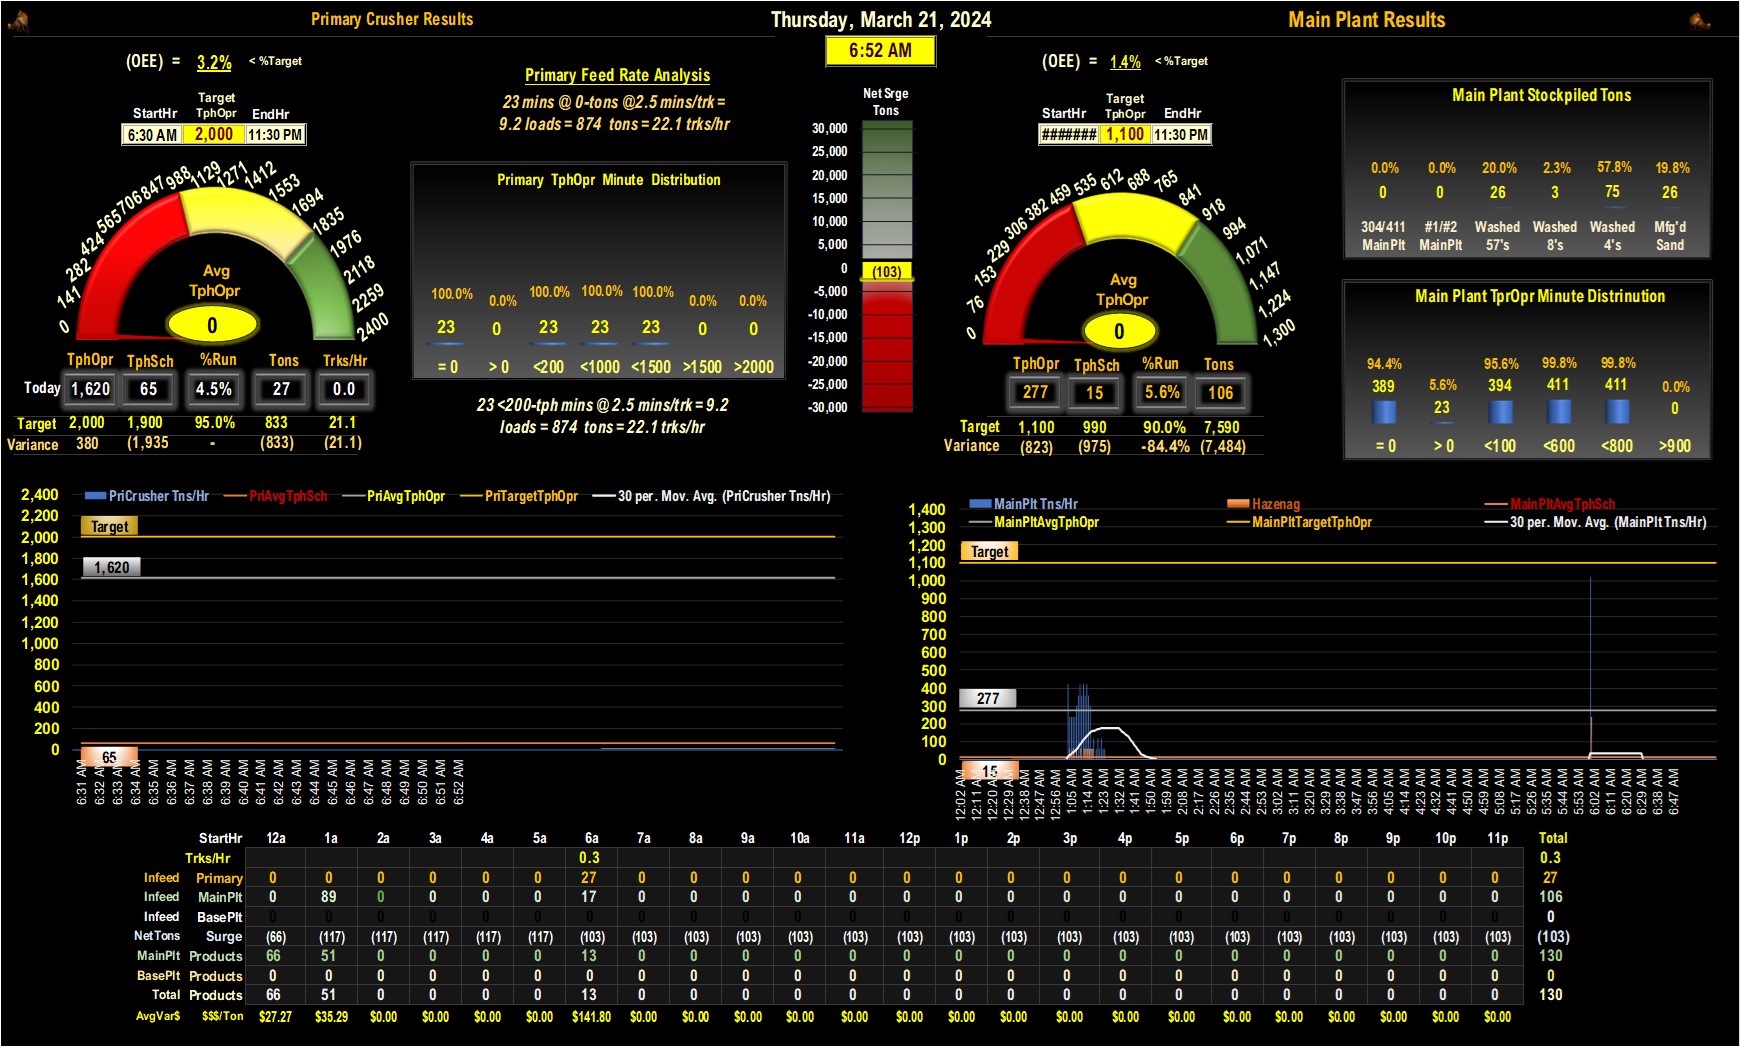 Primary Crusher Results
Thursday, March 21, 2024
Main Plant Results
6:52 AM
(OEE) = 3.2% < %Target
Target
StartHr TphOpr EndHr
6:30 AM 2,000 11:30 PM
0 141 282 424 565 706 847 988 1129 1271 1412 1553 1694 1835 1976 2118 2259 2400
Avg
TphOpr
0
TphOpr TphSch %Run Tons Trks/Hr
Today 1,620 65 4.5% 27 0.0
Target 2,000 1,900 95.0% 833 21.1
Variance 380 (1,935 - (833) (21.1)
Primary Feed Rate Analysis
23 mins @ 0-tons @2.5 mins/trk =
9.2 loads = 874 tons = 22.1 trks/hr
Primary TphOpr Minute Distribution
100.0% 0.0% 100.0% 100.0% 100.0% 0.0% 0.0%
23 0 23 23 23 0 0
= 0 > 0 <200 <1000 <1500 >1500 >2000
23 <200-tph mins @ 2.5 mins/trk = 9.2
loads = 874 tons = 22.1 trks/hr
Net Srge
Tons
30,000
25,000
20,000
15,000
10,000
5,000
0
(103)
-5,000
-10,000
-15,000
-20,000
-25,000
-30,000
(OEE) = 1.4% < %Target
Target
StartHr TphOpr EndHr
####### 1,100 11:30 PM
0 76 153 229 306 382 459 535 612 688 765 841 918 994 1,071 1,147 1,224 1,300
Avg
TphOpr
0
TphOpr TphSch %Run Tons
277 15 5.6% 106
Target 1,100 990 90.0% 7,590
Variance (823) (975) -84.4% (7,484)
Main Plant Stockpiled Tons
0.0% 0.0% 20.0% 2.3% 57.8% 19.8%
0 0 26 3 75 26
304/411 #1/#2 Washed Washed Washed Mfg'd
MainPlt MainPlt 57's 8's 4's Sand
Main Plant TprOpr Minute Distrinution
94.4% 5.6% 95.6% 99.8% 99.8% 0.0%
389 23 394 411 411 0
= 0 > 0 <100 <600 <800 >900
PriCrusher Tns/Hr PriAvgTphSch PriAvgTphOpr PriTargetTphOpr 30 per. Mov. Avg. (PriCrusher Tns/Hr)
2,400
2,200
Target
2,000
1,800
1,620
1,600
1,400
1,200
1,000
800
600
400
200
0
65
6:31 AM 6:32 AM 6:33 AM 6:34 AM 6:35 AM 6:36 AM 6:37 AM 6:38 AM 6:39 AM 6:40 AM 6:41 AM 6:42 AM 6:43 AM 6:44 AM 6:45 AM 6:46 AM 6:47 AM 6:48 AM 6:49 AM 6:50 AM 6:51 AM 6:52 AM
MainPlt Tns/Hr Hazenag MainPltAvgTphSch
MainPltAvgTphOpr MainPltTargetTphOpr 30 per. Mov. Avg. (MainPlt Tns/Hr)
1,400
1,300
1,200
Target
1,100
1,000
900
800
700
600
500
400
277
300
200
100
0
15
12:02 AM 12:11 AM 12:20 AM 12:29 AM 12:38 AM 12:47 AM 12:56 AM 1:05 AM 1:14 AM 1:23 AM 1:32 AM 1:41 AM 1:50 AM 1:59 AM 2:08 AM 2:17 AM 2:26 AM 2:35 AM 2:44 AM 2:53 AM 3:02 AM 3:11 AM 3:20 AM 3:29 AM 3:38 AM 3:47 AM 3:56 AM 4:05 AM 4:14 AM 4:23 AM 4:32 AM 4:41 AM 4:50 AM 4:59 AM 5:08 AM 5:17 AM 5:26 AM 5:35 AM 5:44 AM 5:53 AM 6:02 AM 6:11 AM 6:20 AM 6:29 AM 6:38 AM 6:47 AM
StartHr 12a 1a 2a 3a 4a 5a 6a 7a 8a 9a 10a 11a 12p 1p 2p 3p 4p 5p 6p 7p 8p 9p 10p 11p Total
Trks/Hr 0.3 0.3
Infeed Primary 0 0 0 0 0 0 27 0 0 0 0 0 0 0 0 0 0 0 0 0 0 0 0 0 27
Infeed MainPlt 0 89 0 0 0 0 17 0 0 0 0 0 0 0 0 0 0 0 0 0 0 0 0 0 106
Infeed BasePlt 0 0 0 0 0 0 0 0 0 0 0 0 0 0 0 0 0 0 0 0 0 0 0 0 0
NetTons Surge (66) (117) (117) (117) (117) (117) (103) (103) (103) (103) (103) (103) (103) (103) (103) (103) (103) (103) (103) (103) (103) (103) (103) (103) (103)
MainPlt Products 66 51 0 0 0 0 13 0 0 0 0 0 0 0 0 0 0 0 0 0 0 0 0 0 130
BasePlt Products 0 0 0 0 0 0 0 0 0 0 0 0 0 0 0 0 0 0 0 0 0 0 0 0 0
Total Products 66 51 0 0 0 0 13 0 0 0 0 0 0 0 0 0 0 0 0 0 0 0 0 0 130
AvgVar$ $$$/Ton $27.27 $35.29 $0.00 $0.00 $0.00 $0.00 $141.80 $0.00 $0.00 $0.00 $0.00 $0.00 $0.00 $0.00 $0.00 $0.00 $0.00 $0.00 $0.00 $0.00 $0.00 $0.00 $0.00 $0.00